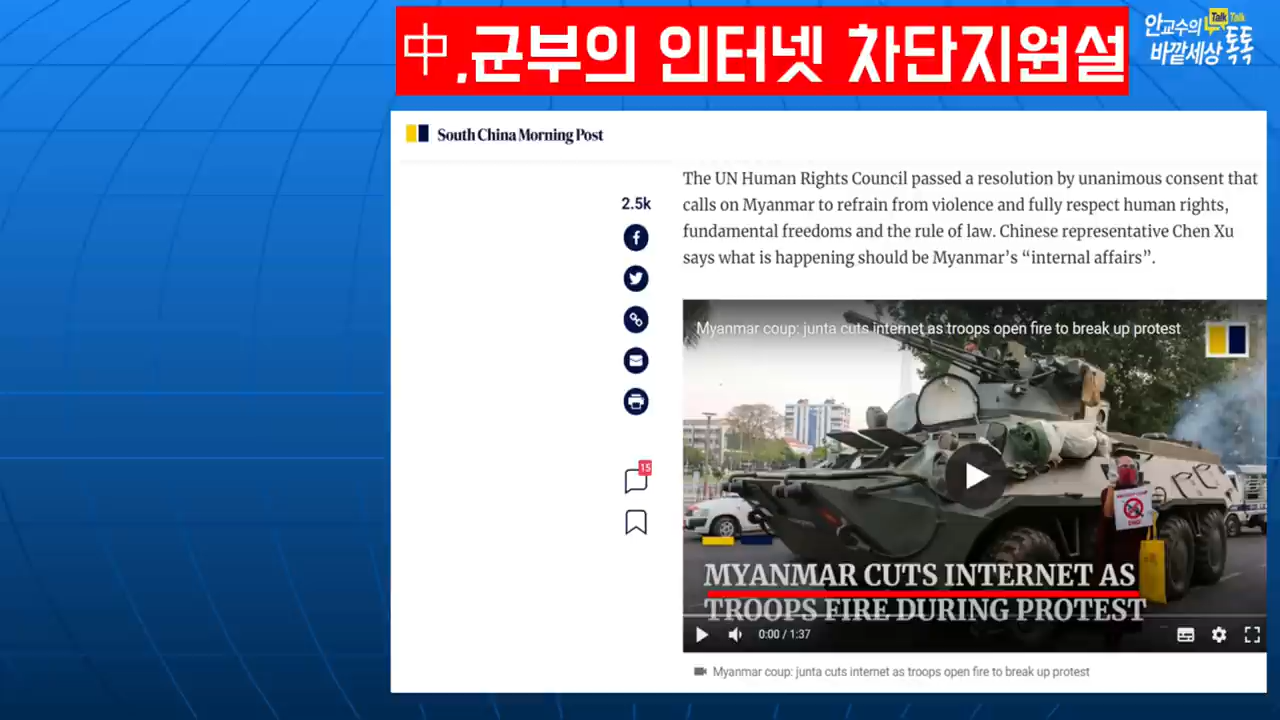 中,군부의 인터넷 차단지원설
안교수의 Talk Talk
바깥세상 톡톡
South China Morning Post
The UN Human Rights Council passed a resolution by unanimous consent that
calls on Myanmar to refrain from violence and fully respect human rights,
fundamental freedoms and the rule of law. Chinese representative Chen Xu
says what is happening should be Myanmar’s “internal affairs”.
2.5k
15
Myanmar coup: junta cuts internet as troops open fire to break up protest
MYANMAR CUTS INTERNET AS
TROOPS FIRE DURING PROTEST
0:00 / 1:37
Myanmar coup: junta cuts internet as troops open fire to break up protest